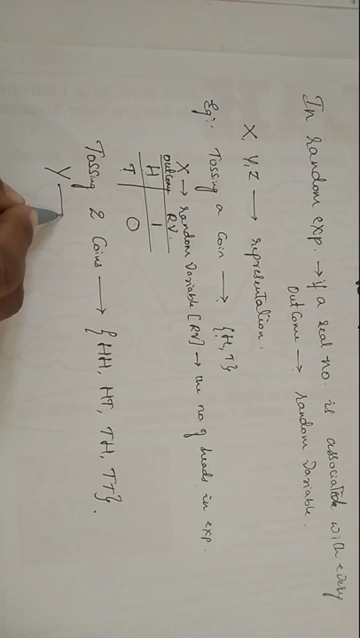 In random exp. → if a real no. is associated with every
outcome → random variable.
X, Y, Z → representation.
Eg:- Tossing a coin → {H, T}
X → random variable [RV] → the no. of heads in exp.
outcome RV.
H 1
T 0
Tossing 2 coins → {HH, HT, TH, TT}.
Y